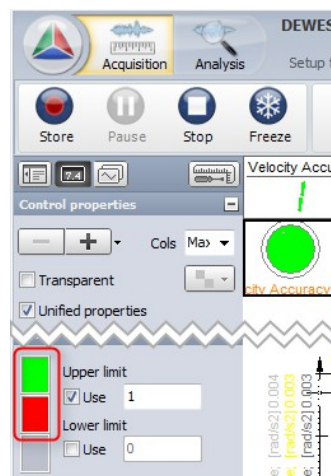 DEWES
Acquisition Analysis Setup f
Store Pause Stop Freeze
7.4
Velocity Accu
Control properties
Cols Max
Transparent
city Accuracy
Unified properties
Upper limit
Use 1
Lower limit
Use 0
e; [rad/s2] 0.004
e; [rad/s2] 0.003
e; [rad/s2] 0.003